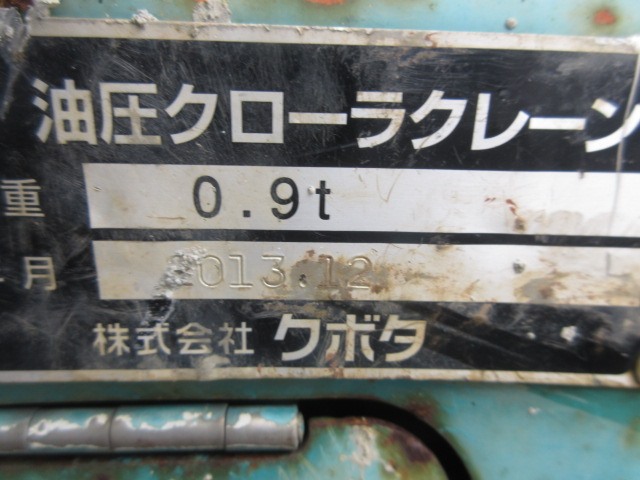 油圧クローラクレーン
重 0.9t
月 2013.12
株式会社 クボタ